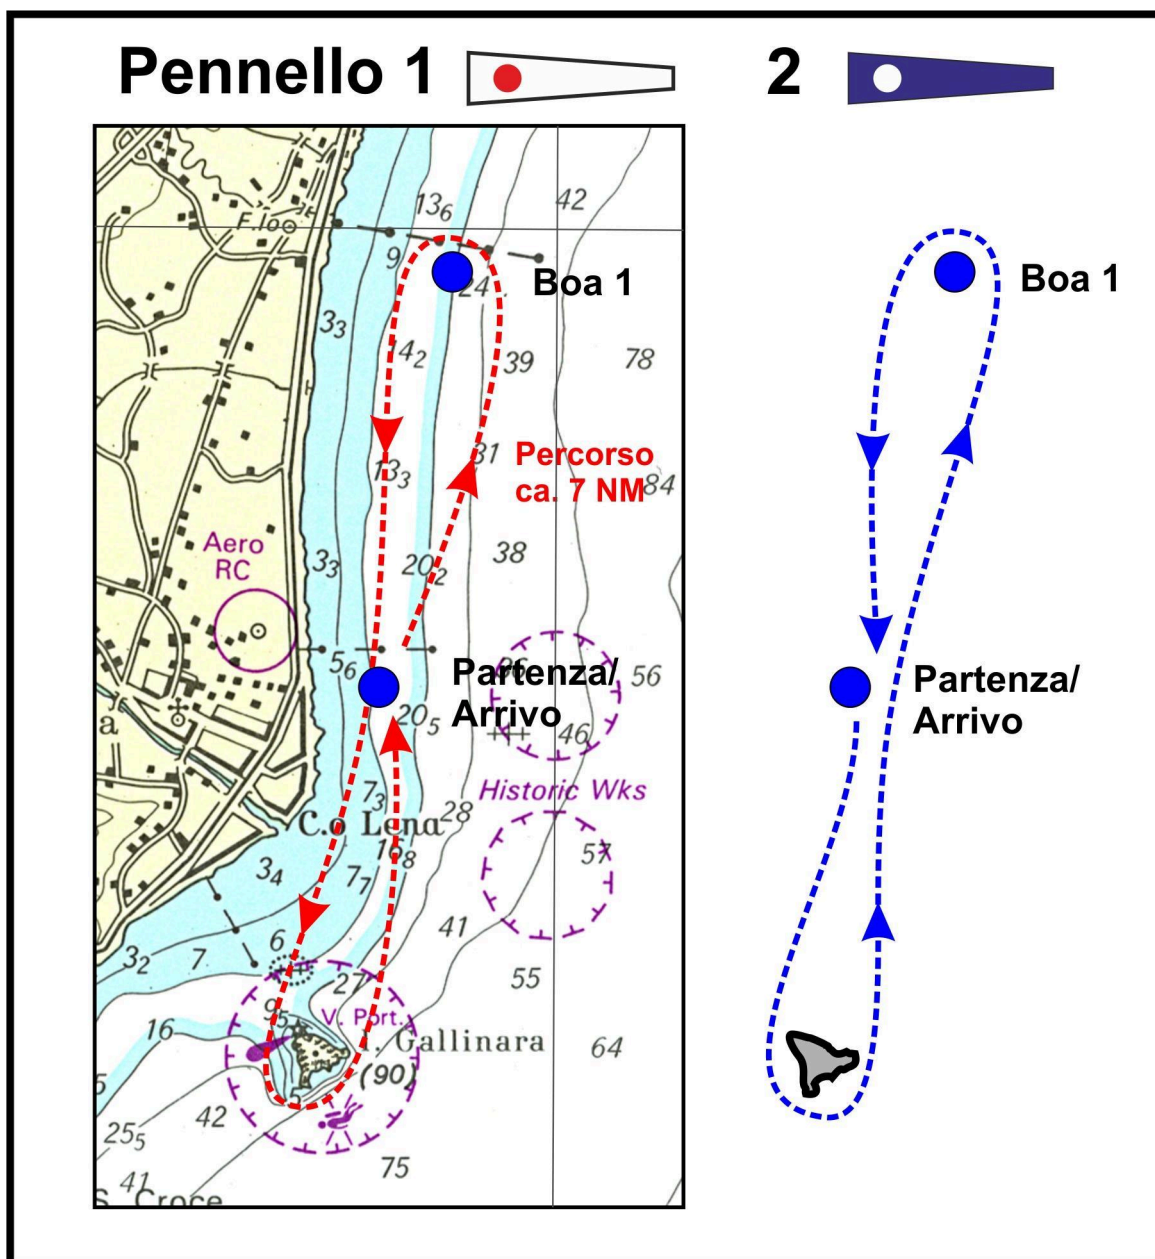 Pennello 1
2
13₆
42
F.lo
9
Boa 1
24
Boa 1
3₃
14₂
39
78
31
Percorso
13₃
ca. 7 NM
84
Aero
RC
3₃
20₂
38
5₆
Partenza/
56
Arrivo
20₅
46
Partenza/
Arrivo
a
Historic Wks
7₃
28
C.o Lena
16₈
57
3₄
7₇
41
6
3₂
7
27
55
9₅
V. Port.
16
I. Gallinara
64
(90)
5
5
42
25₅
75
41
S. Croce